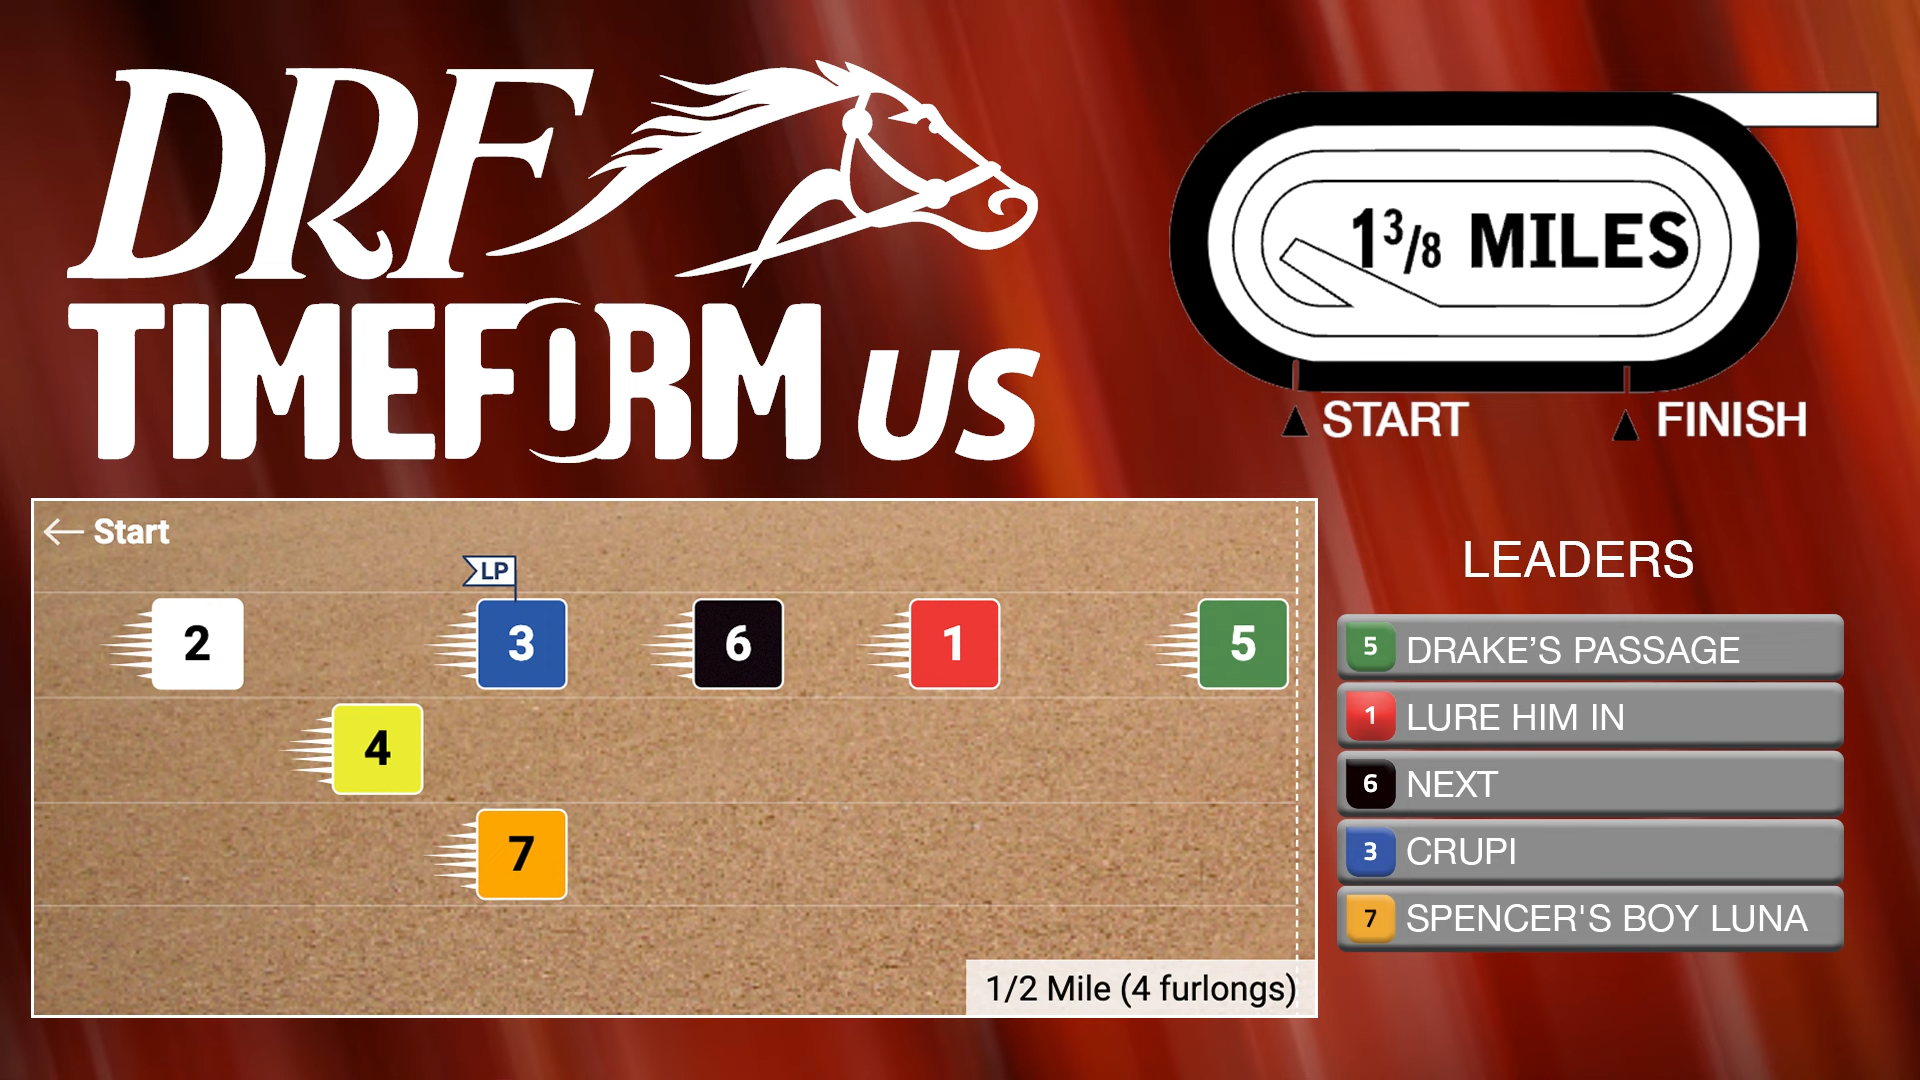 DRF
TIMEFORM US
1 3/8 MILES
START
FINISH
← Start
LP
2
3
6
1
5
4
7
1/2 Mile (4 furlongs)
LEADERS
5 DRAKE’S PASSAGE
1 LURE HIM IN
6 NEXT
3 CRUPI
7 SPENCER'S BOY LUNA